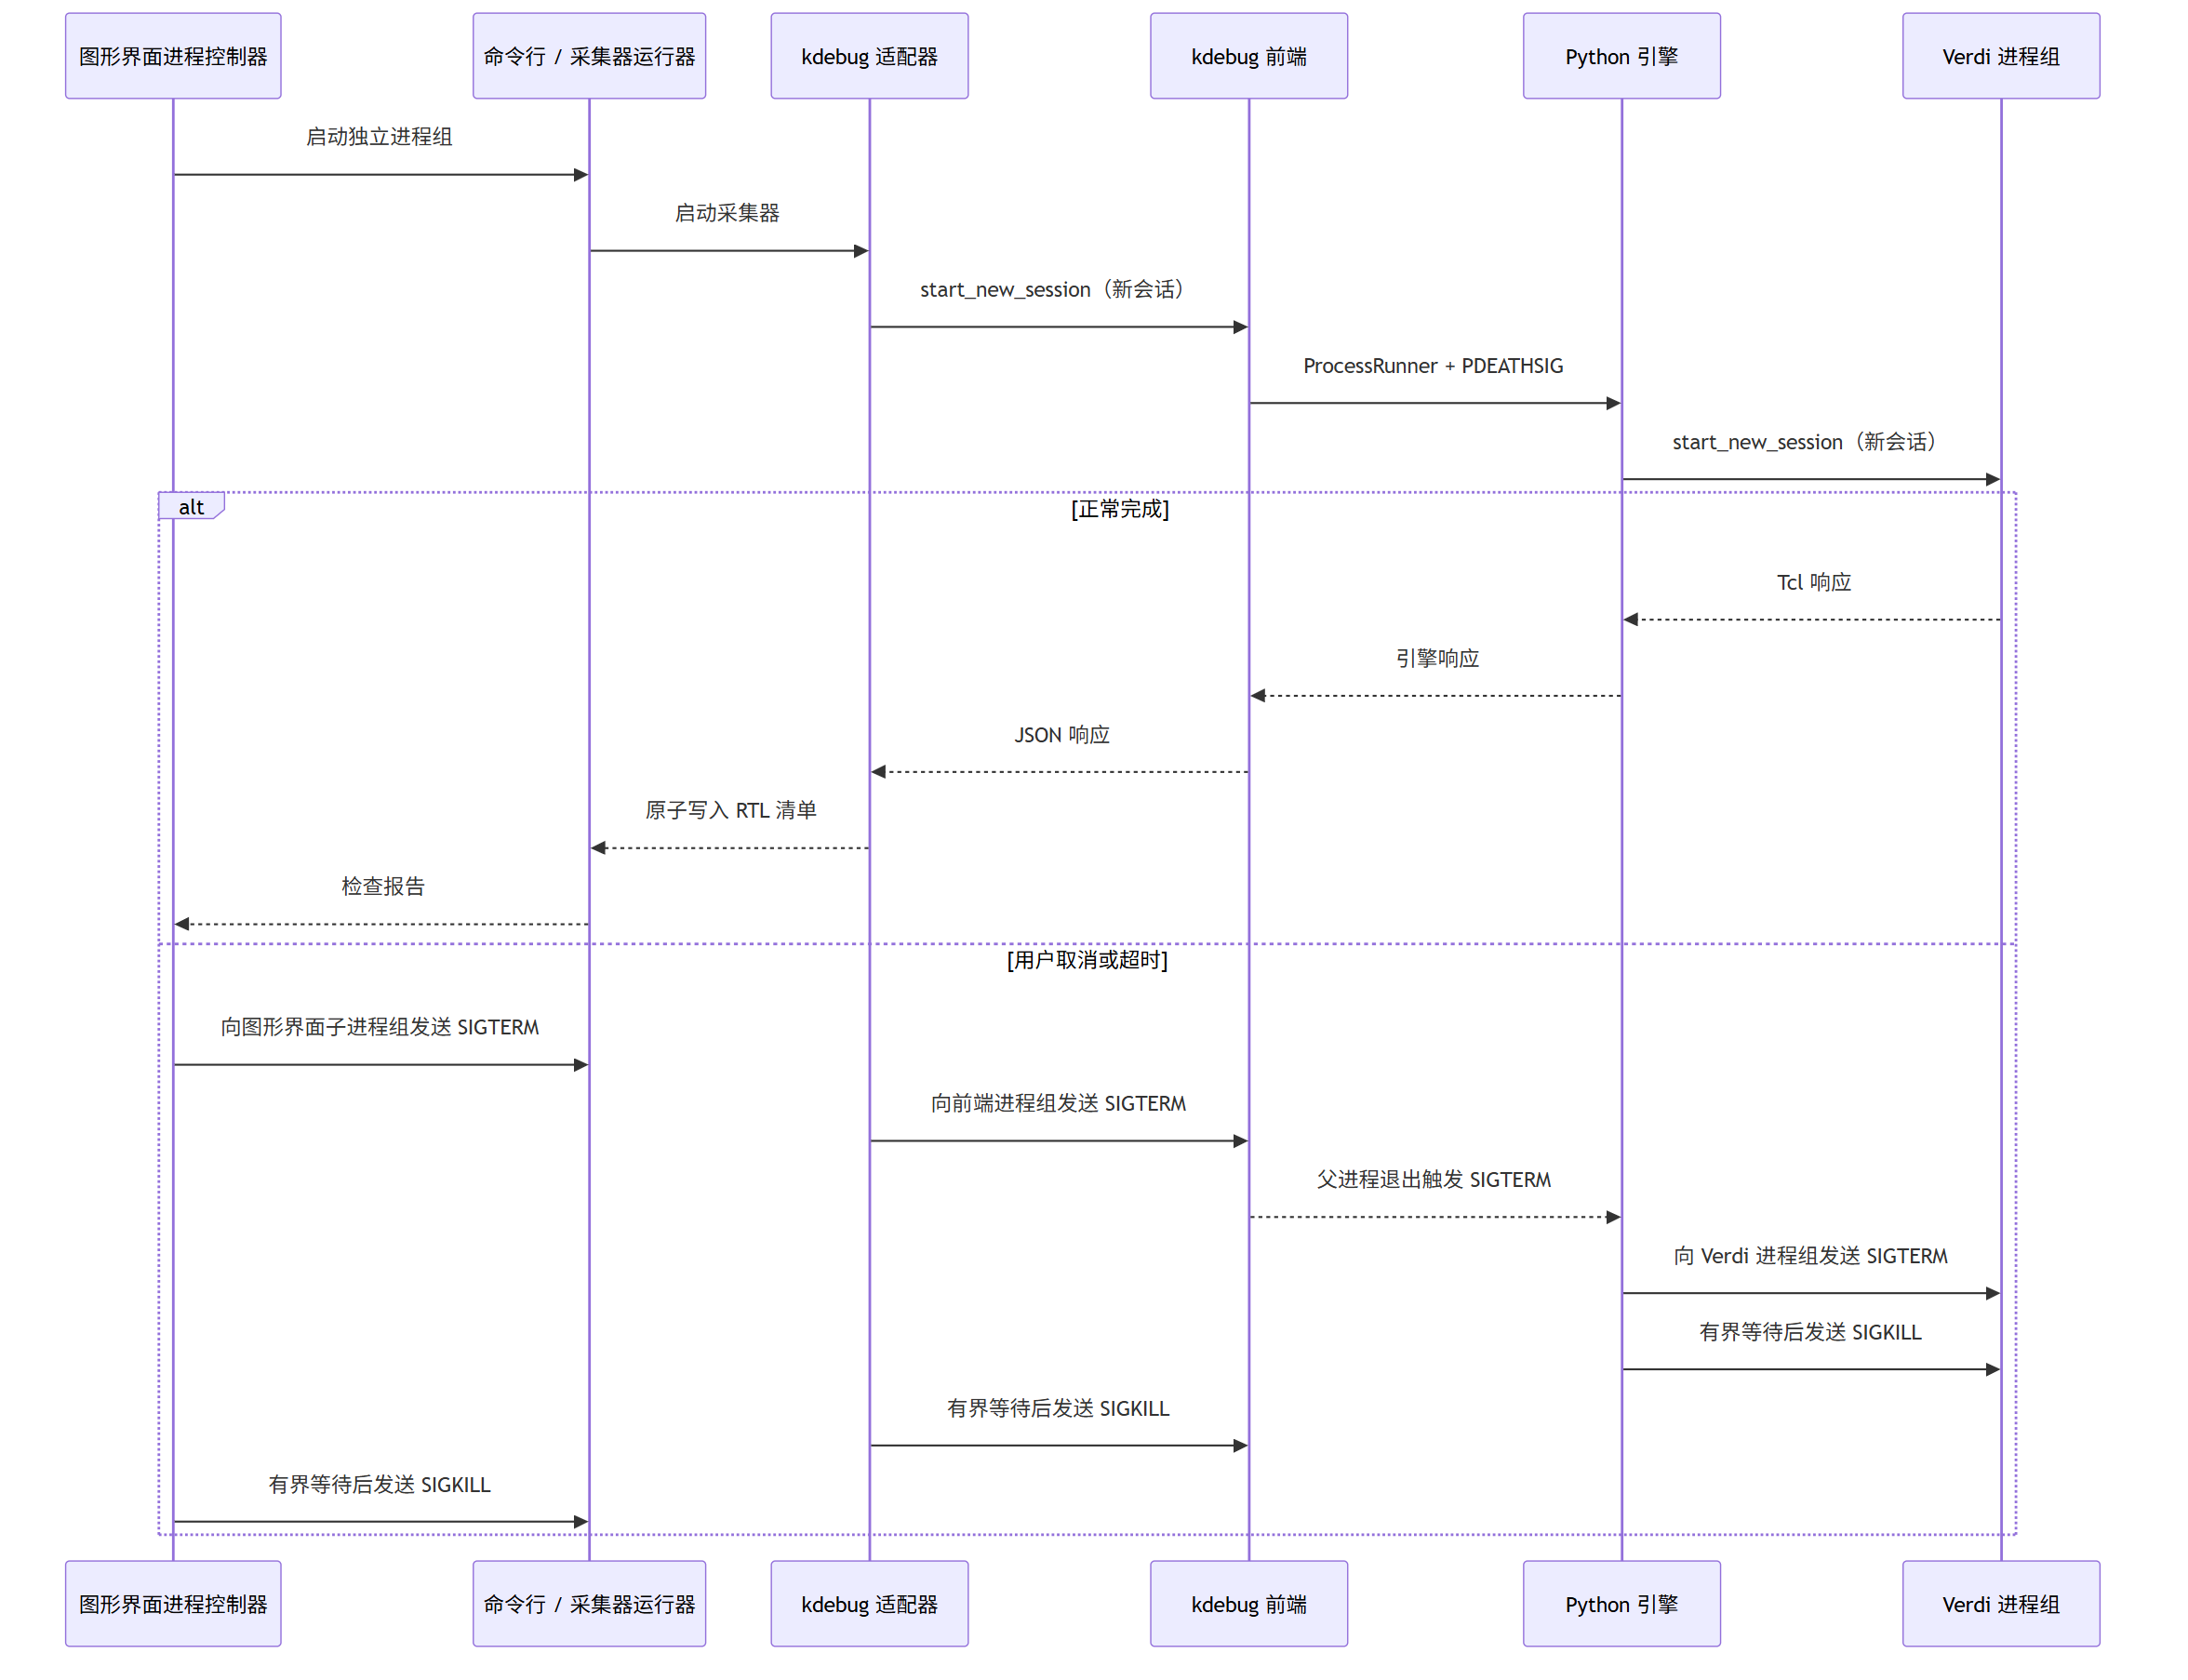 图形界面进程控制器
命令行 / 采集器运行器
kdebug 适配器
kdebug 前端
Python 引擎
Verdi 进程组
启动独立进程组
启动采集器
start_new_session（新会话）
ProcessRunner + PDEATHSIG
start_new_session（新会话）
alt
[正常完成]
Tcl 响应
引擎响应
JSON 响应
原子写入 RTL 清单
检查报告
[用户取消或超时]
向图形界面子进程组发送 SIGTERM
向前端进程组发送 SIGTERM
父进程退出触发 SIGTERM
向 Verdi 进程组发送 SIGTERM
有界等待后发送 SIGKILL
有界等待后发送 SIGKILL
有界等待后发送 SIGKILL
图形界面进程控制器
命令行 / 采集器运行器
kdebug 适配器
kdebug 前端
Python 引擎
Verdi 进程组